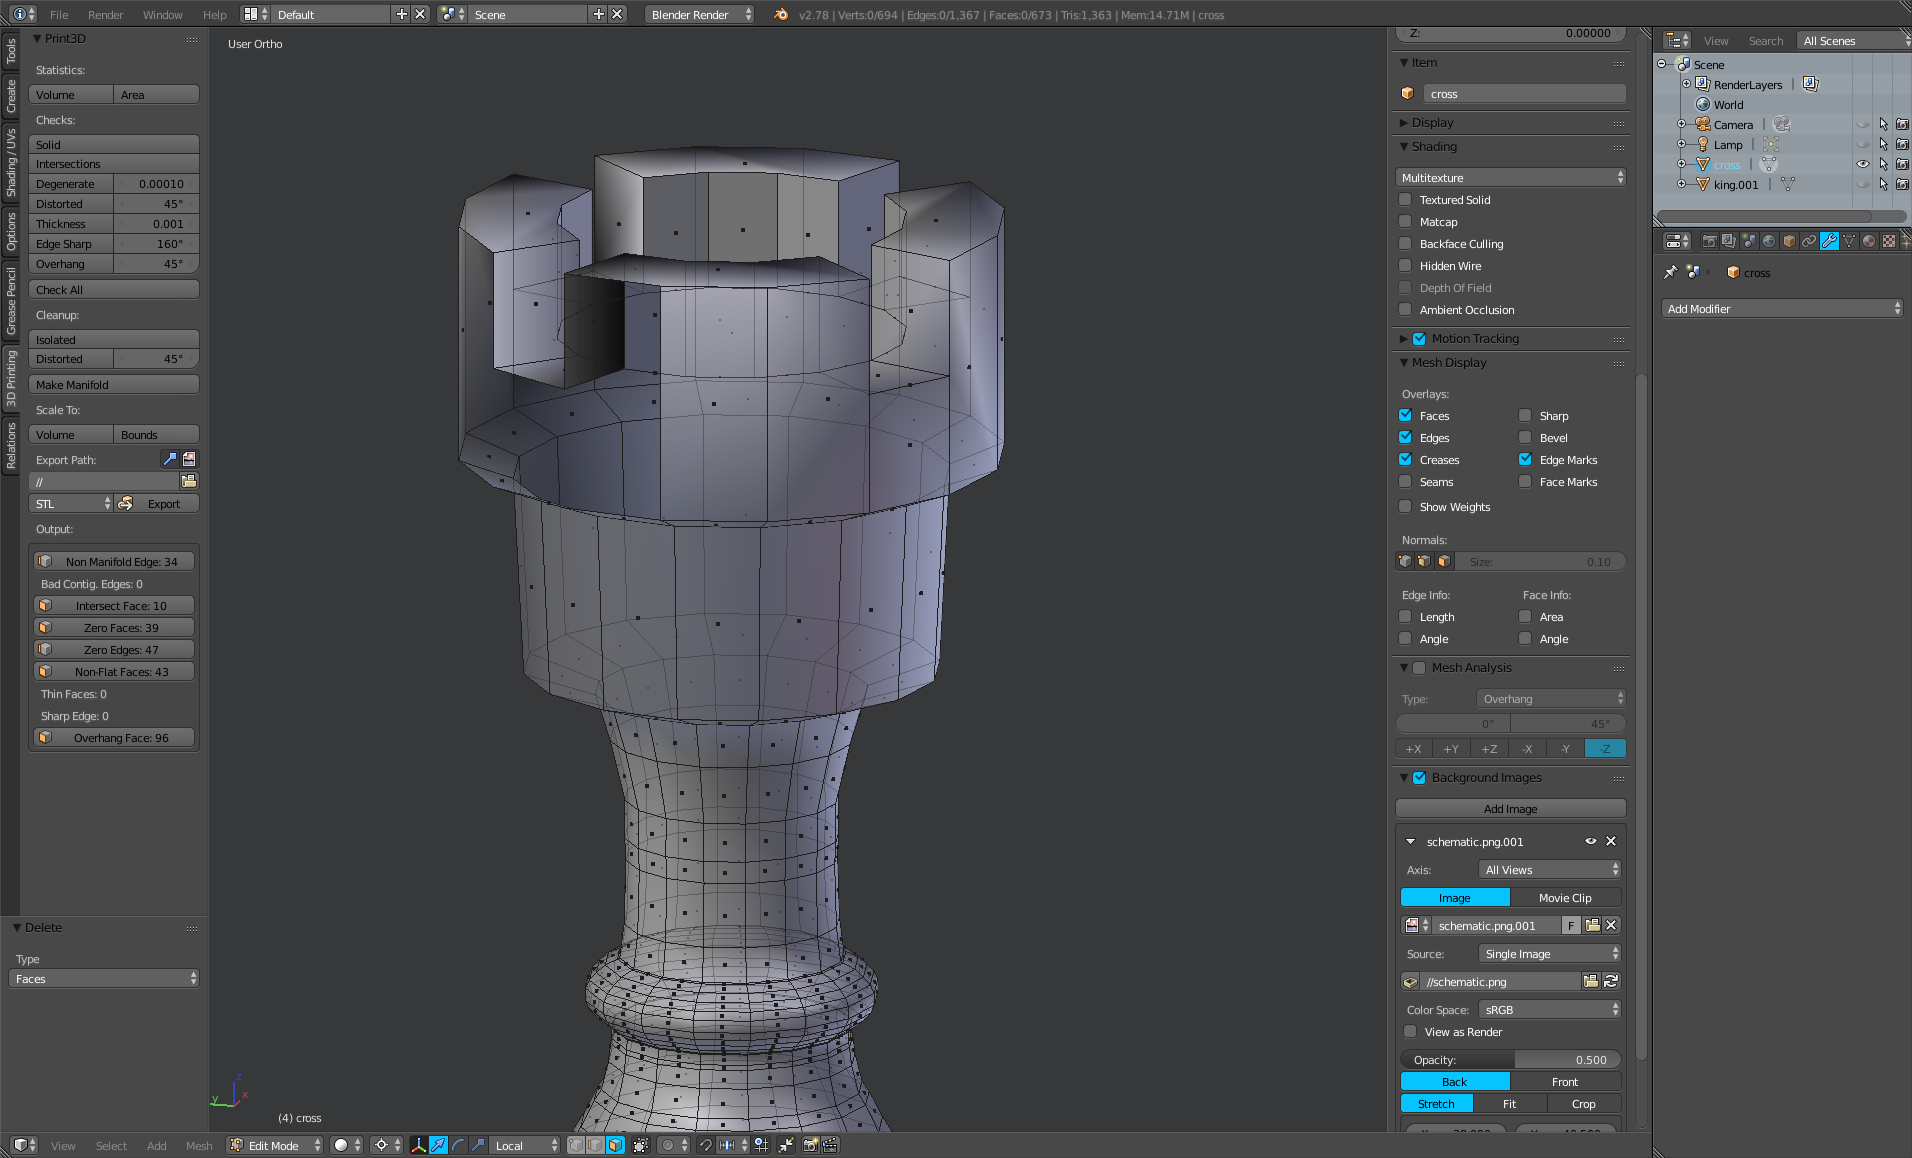 File Render Window Help Default Scene Blender Render v2.78 | Verts:0/694 | Edges:0/1,367 | Faces:0/673 | Tris:1,363 | Mem:14.71M | cross
Tools
Create
Shading / UVs
Options
Grease Pencil
3D Printing
Relations
Print3D
Statistics:
Volume Area
Checks:
Solid
Intersections
Degenerate 0.00010
Distorted 45°
Thickness 0.001
Edge Sharp 160°
Overhang 45°
Check All
Cleanup:
Isolated
Distorted 45°
Make Manifold
Scale To:
Volume Bounds
Export Path:
//
STL Export
Output:
Non Manifold Edge: 34
Bad Contig. Edges: 0
Intersect Face: 10
Zero Faces: 39
Zero Edges: 47
Non-Flat Faces: 43
Thin Faces: 0
Sharp Edge: 0
Overhang Face: 96
Delete
Type
Faces
User Ortho
z
y
x
(4) cross
View Select Add Mesh Edit Mode Local
Z: 0.00000
Item
cross
Display
Shading
Multitexture
Textured Solid
Matcap
Backface Culling
Hidden Wire
Depth Of Field
Ambient Occlusion
Motion Tracking
Mesh Display
Overlays:
Faces Sharp
Edges Bevel
Creases Edge Marks
Seams Face Marks
Show Weights
Normals:
Size: 0.10
Edge Info: Face Info:
Length Area
Angle Angle
Mesh Analysis
Type: Overhang
0° 45°
+X +Y +Z -X -Y -Z
Background Images
Add Image
schematic.png.001
Axis: All Views
Image Movie Clip
schematic.png.001 F
Source: Single Image
//schematic.png
Color Space: sRGB
View as Render
Opacity: 0.500
Back Front
Stretch Fit Crop
View Search All Scenes
Scene
RenderLayers |
World
Camera |
Lamp |
cross |
king.001 |
cross
Add Modifier